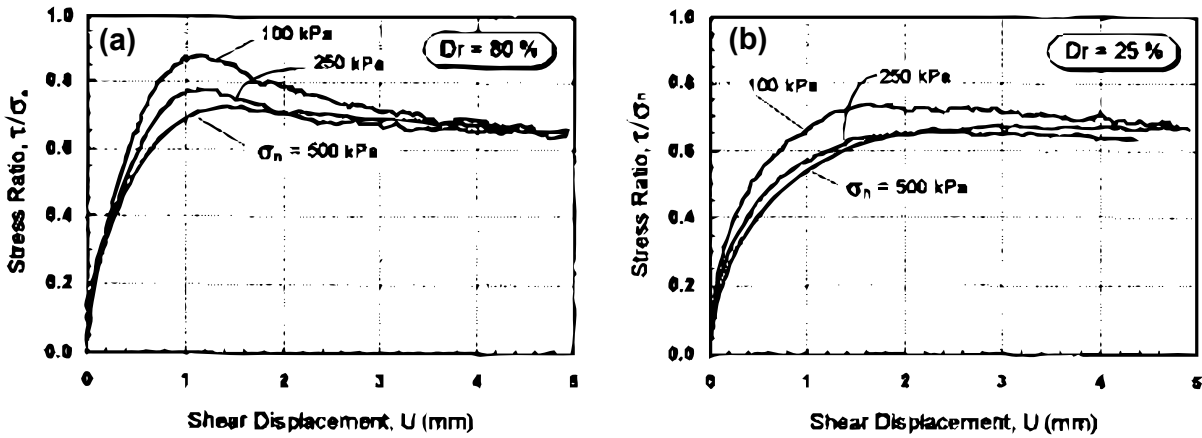 (a)
Dr = 80 %
100 kPa
250 kPa
σn = 500 kPa
Stress Ratio, τ/σn
1.0
0.8
0.6
0.4
0.2
0.0
0
1
2
3
4
5
Shear Displacement, U (mm)
(b)
Dr = 25 %
250 kPa
100 kPa
σn = 500 kPa
Stress Ratio, τ/σn
1.0
0.8
0.6
0.4
0.2
0.0
0
1
2
3
4
5
Shear Displacement, U (mm)